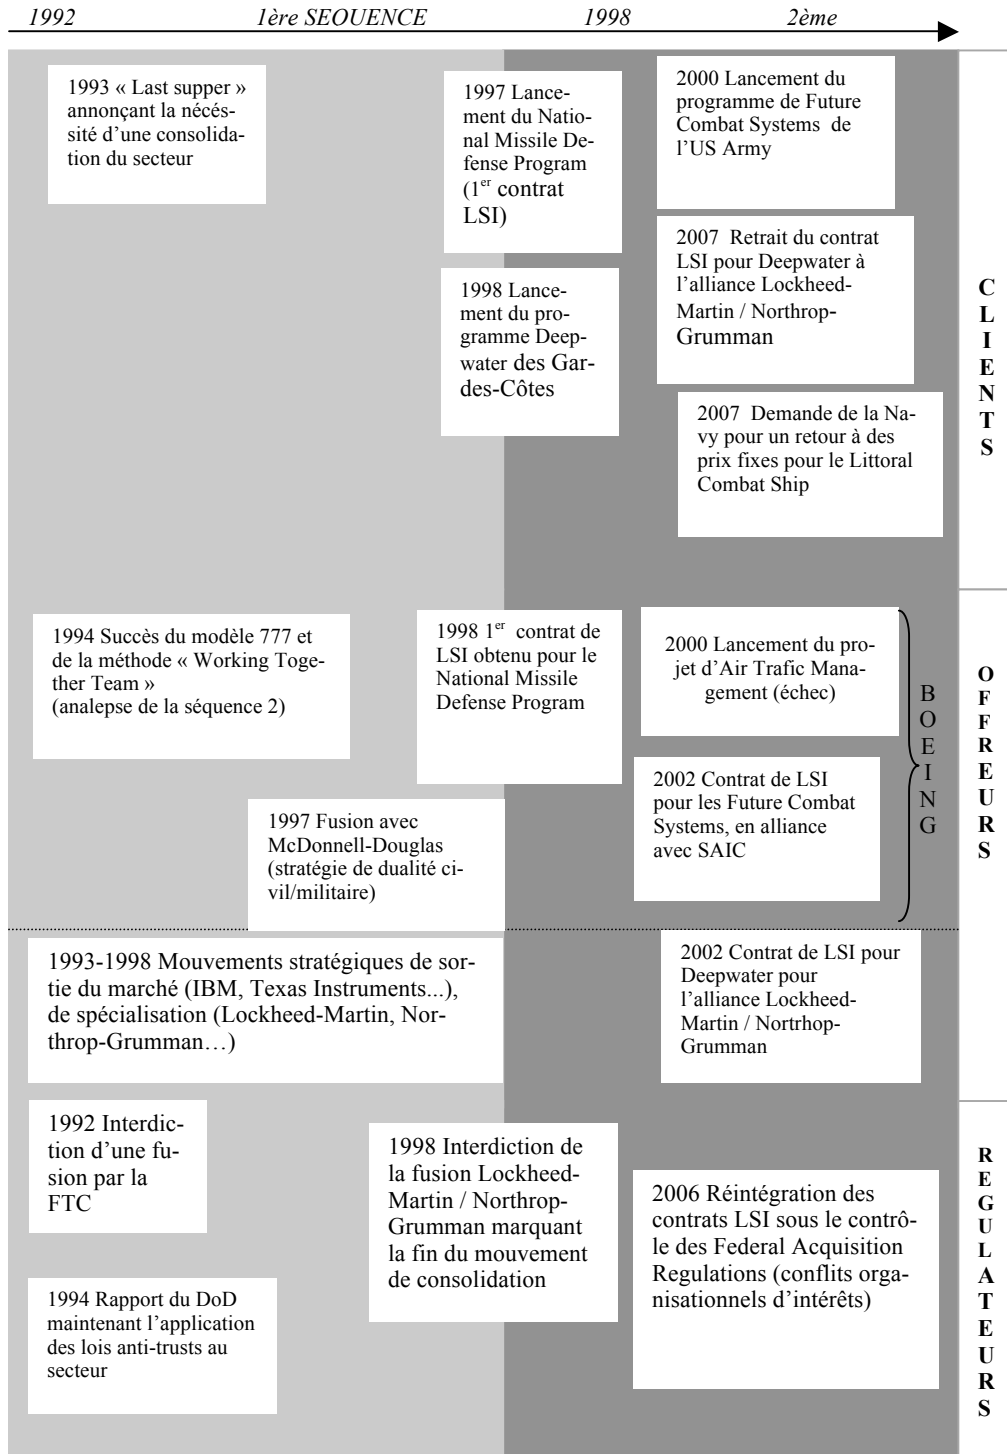 1992 1ère SEQUENCE 1998 2ème
1993 « Last supper »
annonçant la nécés-
sité d’une consolida-
tion du secteur
1997 Lance-
ment du Natio-
nal Missile De-
fense Program
(1er contrat
LSI)
2000 Lancement du
programme de Future
Combat Systems de
l’US Army
2007 Retrait du contrat
LSI pour Deepwater à
l’alliance Lockheed-
Martin / Northrop-
Grumman
1998 Lance-
ment du pro-
gramme Deep-
water des Gar-
des-Côtes
2007 Demande de la Na-
vy pour un retour à des
prix fixes pour le Littoral
Combat Ship
CLIENTS
1994 Succès du modèle 777 et
de la méthode « Working Toge-
ther Team »
(analepse de la séquence 2)
1998 1er contrat de
LSI obtenu pour le
National Missile
Defense Program
2000 Lancement du pro-
jet d’Air Trafic Mana-
gement (échec)
1997 Fusion avec
McDonnell-Douglas
(stratégie de dualité ci-
vil/militaire)
2002 Contrat de LSI
pour les Future Combat
Systems, en alliance
avec SAIC
BOEING
1993-1998 Mouvements stratégiques de sor-
tie du marché (IBM, Texas Instruments...),
de spécialisation (Lockheed-Martin, Nor-
throp-Grumman…)
2002 Contrat de LSI pour
Deepwater pour
l’alliance Lockheed-
Martin / Nortrhop-
Grumman
OFFREURS
1992 Interdic-
tion d’une fu-
sion par la
FTC
1998 Interdiction de
la fusion Lockheed-
Martin / Northrop-
Grumman marquant
la fin du mouvement
de consolidation
2006 Réintégration des
contrats LSI sous le contrô-
le des Federal Acquisition
Regulations (conflits orga-
nisationnels d’intérêts)
1994 Rapport du DoD
maintenant l’application
des lois anti-trusts au
secteur
REGULATEURS